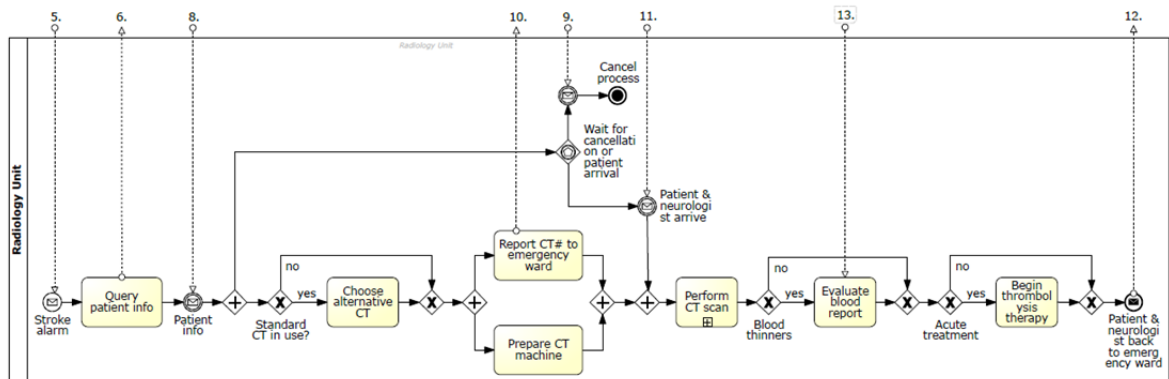 5.
6.
8.
10.
9.
11.
13.
12.
Radiology Unit
Radiology Unit
Cancel
process
Wait for
cancellati
on or
patient
arrival
Patient &
neurologi
st arrive
Report CT# to
emergency
ward
no
no
no
Query
patient info
yes
Choose
alternative
CT
Perform
CT scan
yes
Evaluate
blood
report
yes
Begin
thrombol
ysis
therapy
Stroke
alarm
Patient
info
Standard
CT in use?
Prepare CT
machine
Blood
thinners
Acute
treatment
Patient &
neurologi
st back
to emerg
ency ward